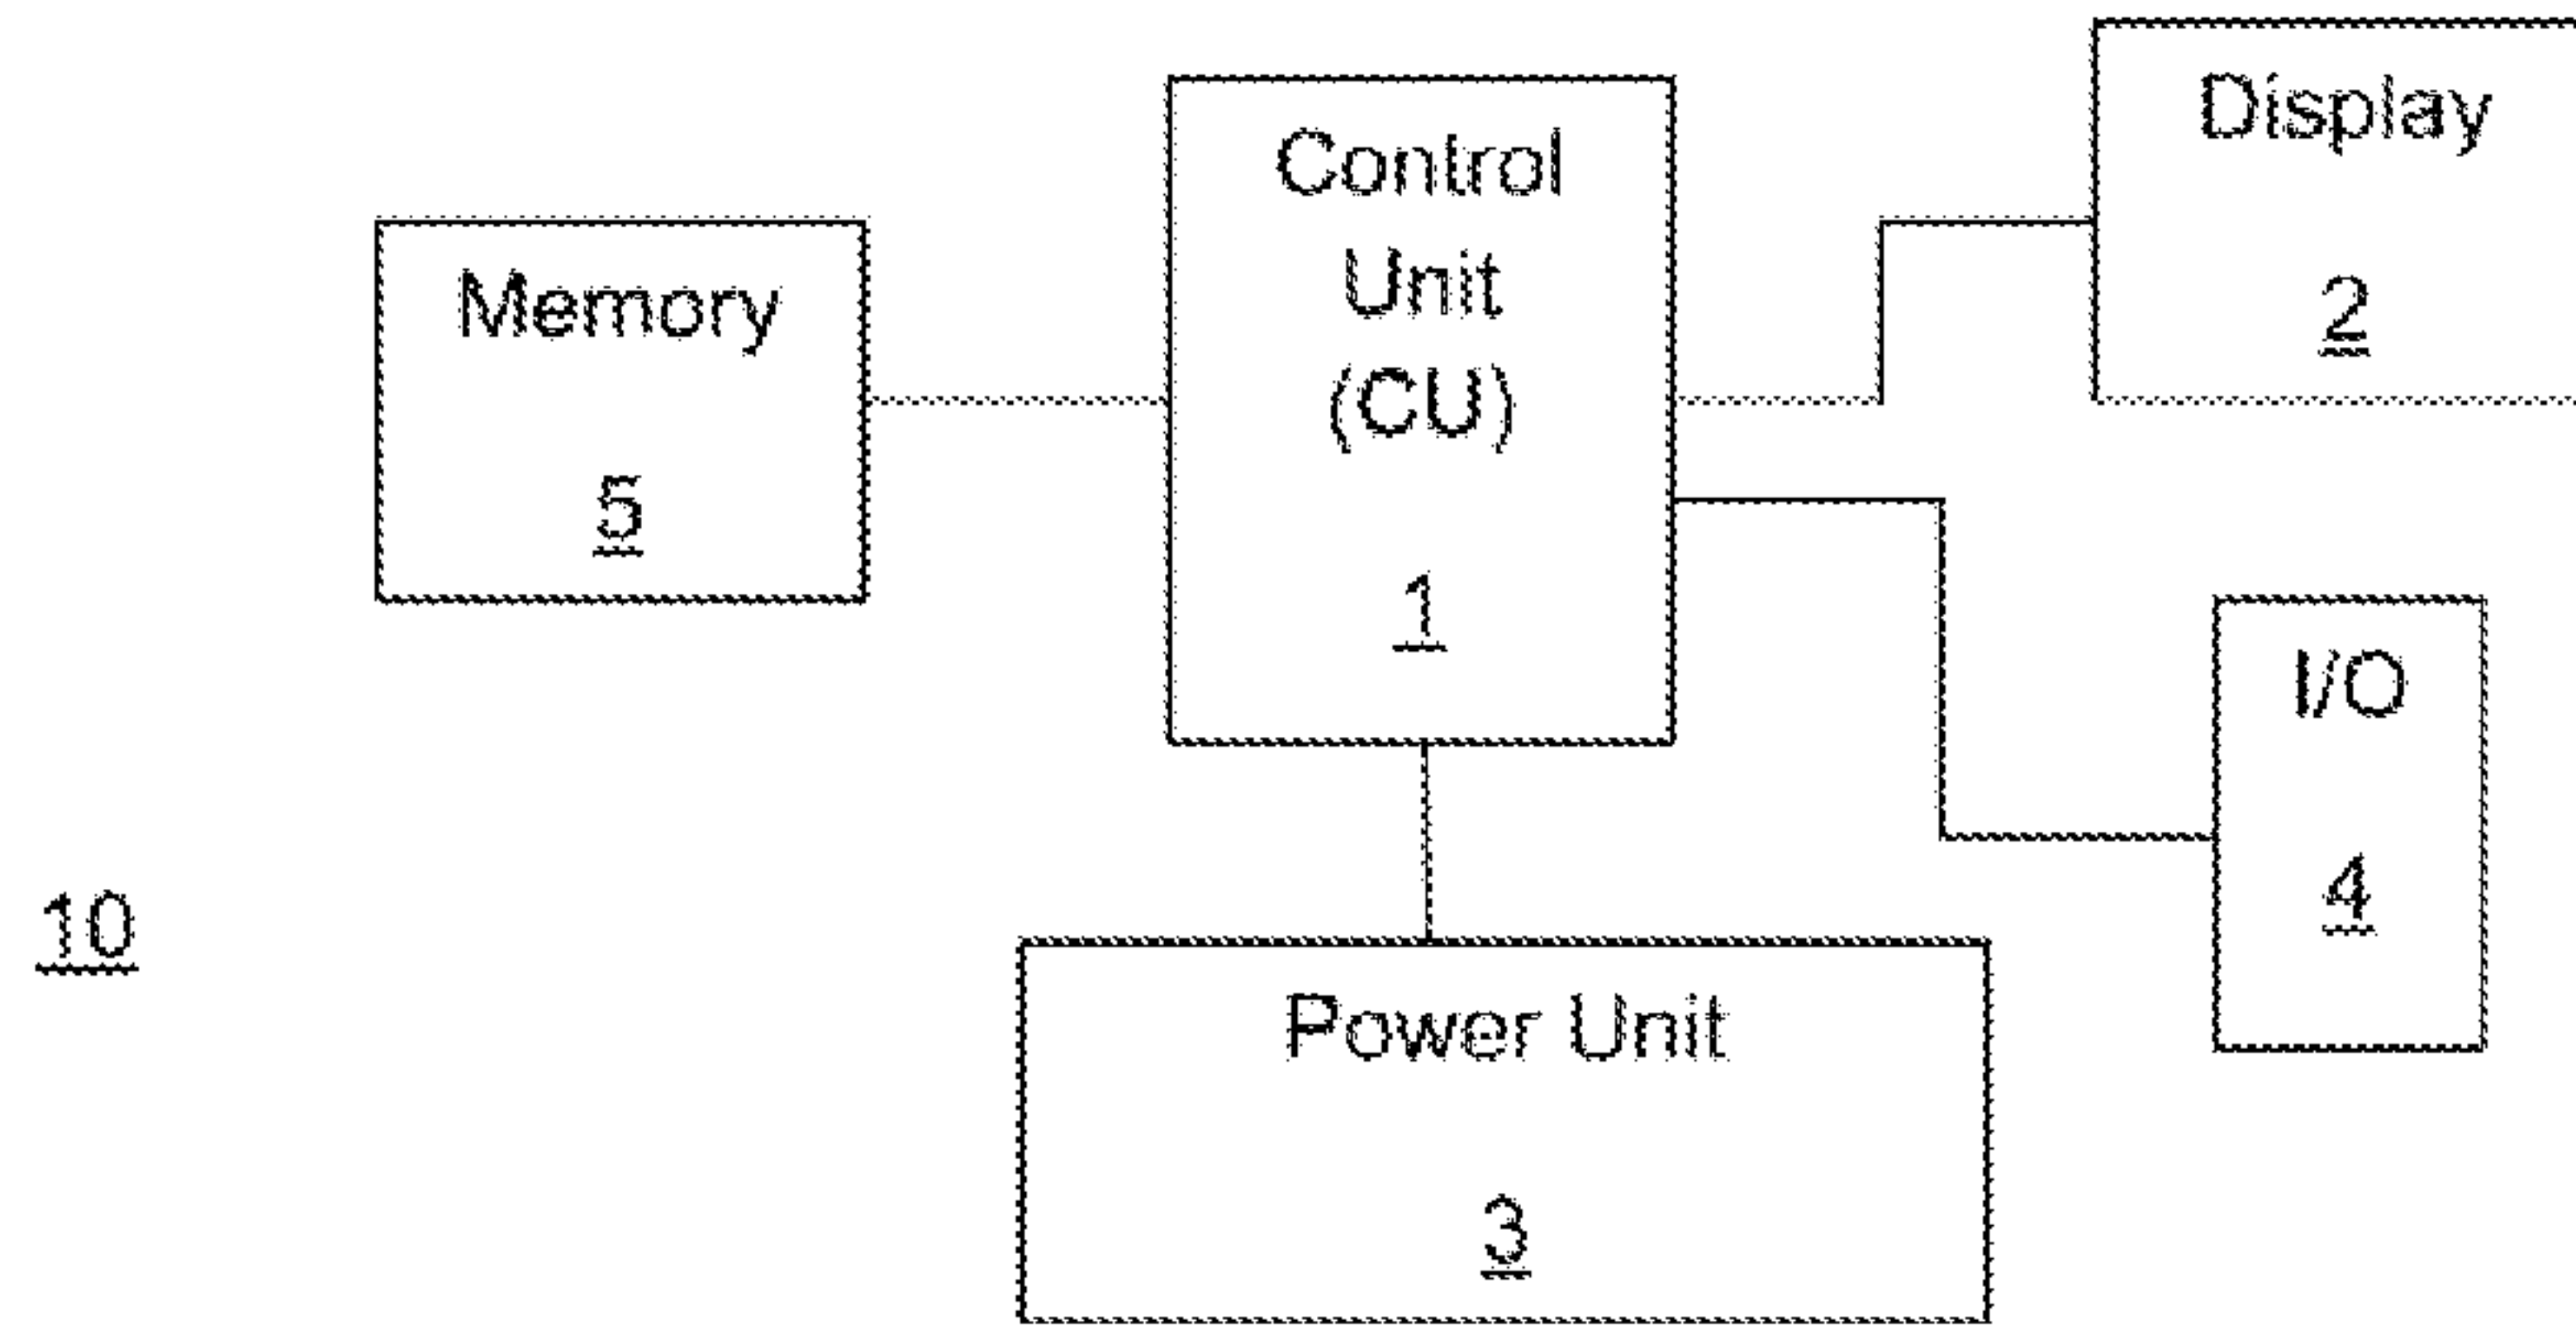 Display
2
Control
Unit
(CU)
1
Memory
5
I/O
4
10
Power Unit
3